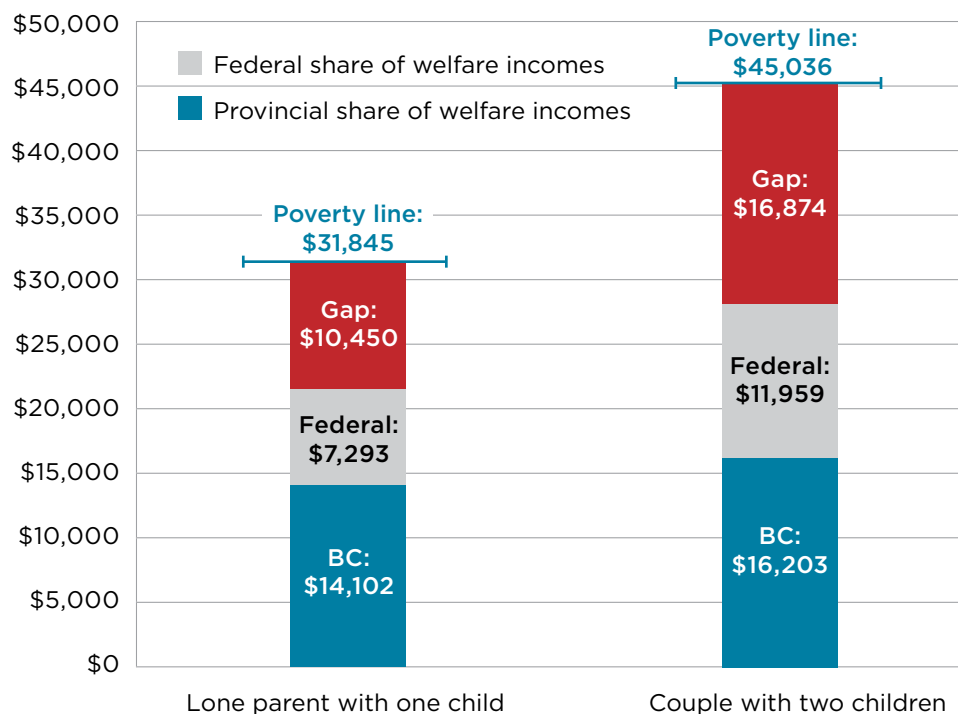 $50,000
$45,000
$40,000
$35,000
$30,000
$25,000
$20,000
$15,000
$10,000
$5,000
$0
Federal share of welfare incomes
Provincial share of welfare incomes
Poverty line:
$31,845
Gap:
$10,450
Federal:
$7,293
BC:
$14,102
Poverty line:
$45,036
Gap:
$16,874
Federal:
$11,959
BC:
$16,203
Lone parent with one child
Couple with two children